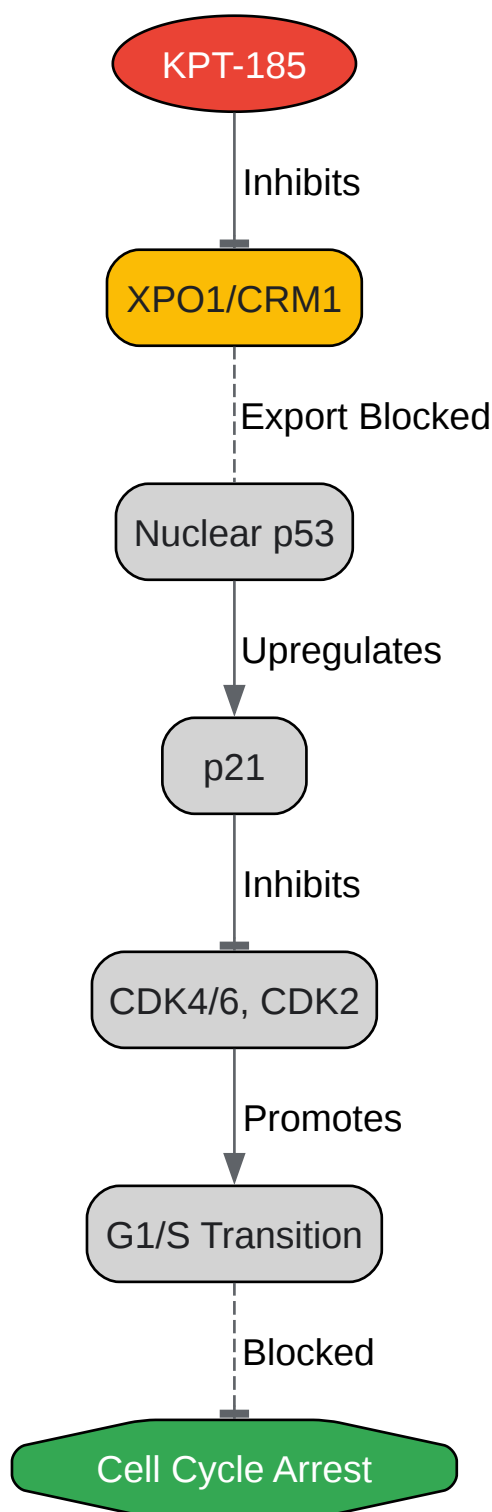 KPT-185
Inhibits
XPO1/CRM1
Export Blocked
Nuclear p53
Upregulates
p21
Inhibits
CDK4/6, CDK2
Promotes
G1/S Transition
Blocked
Cell Cycle Arrest